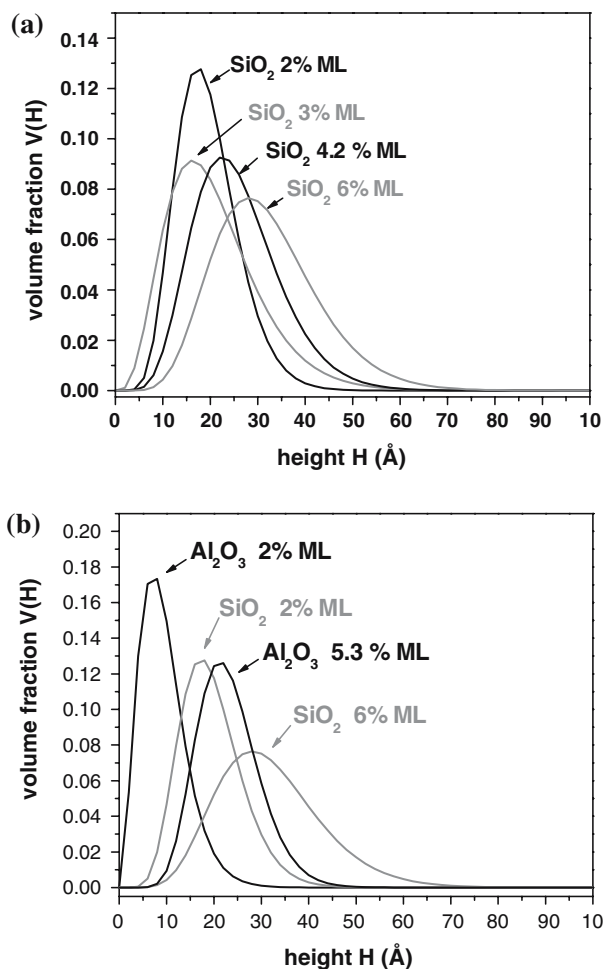 (a)
0.14
0.12
0.10
0.08
0.06
0.04
0.02
0.00
volume fraction V(H)
SiO₂ 2% ML
SiO₂ 3% ML
SiO₂ 4.2 % ML
SiO₂ 6% ML
0 10 20 30 40 50 60 70 80 90 10
height H (Å)
(b)
0.20
0.18
0.16
0.14
0.12
0.10
0.08
0.06
0.04
0.02
0.00
volume fraction V(H)
Al₂O₃ 2% ML
SiO₂ 2% ML
Al₂O₃ 5.3 % ML
SiO₂ 6% ML
0 10 20 30 40 50 60 70 80 90 10
height H (Å)